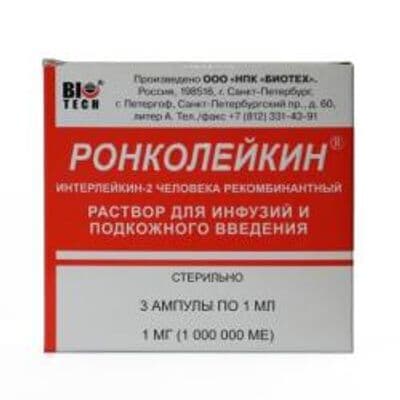 Произведено ООО «НПК «БИОТЕХ».
Россия, 198516, г. Санкт-Петербург,
г. Петергоф, Санкт-Петербургский пр., д. 60,
литер А. Тел./факс +7 (812) 331-43-91
BIO
TECH
РОНКОЛЕЙКИН®
ИНТЕРЛЕЙКИН-2 ЧЕЛОВЕКА РЕКОМБИНАНТНЫЙ
РАСТВОР ДЛЯ ИНФУЗИЙ И
ПОДКОЖНОГО ВВЕДЕНИЯ
СТЕРИЛЬНО
3 АМПУЛЫ ПО 1 МЛ
1 МГ (1 000 000 МЕ)